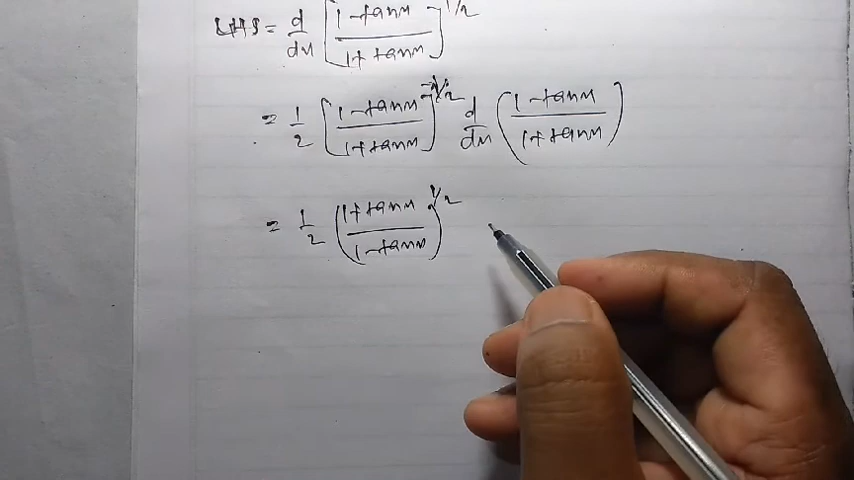 LHS = d/dx [1-tanx/1+tanx]^1/2
= 1/2 [1-tanx/1+tanx]^-1/2 d/dx (1-tanx/1+tanx)
= 1/2 (1+tanx/1-tanx)^1/2